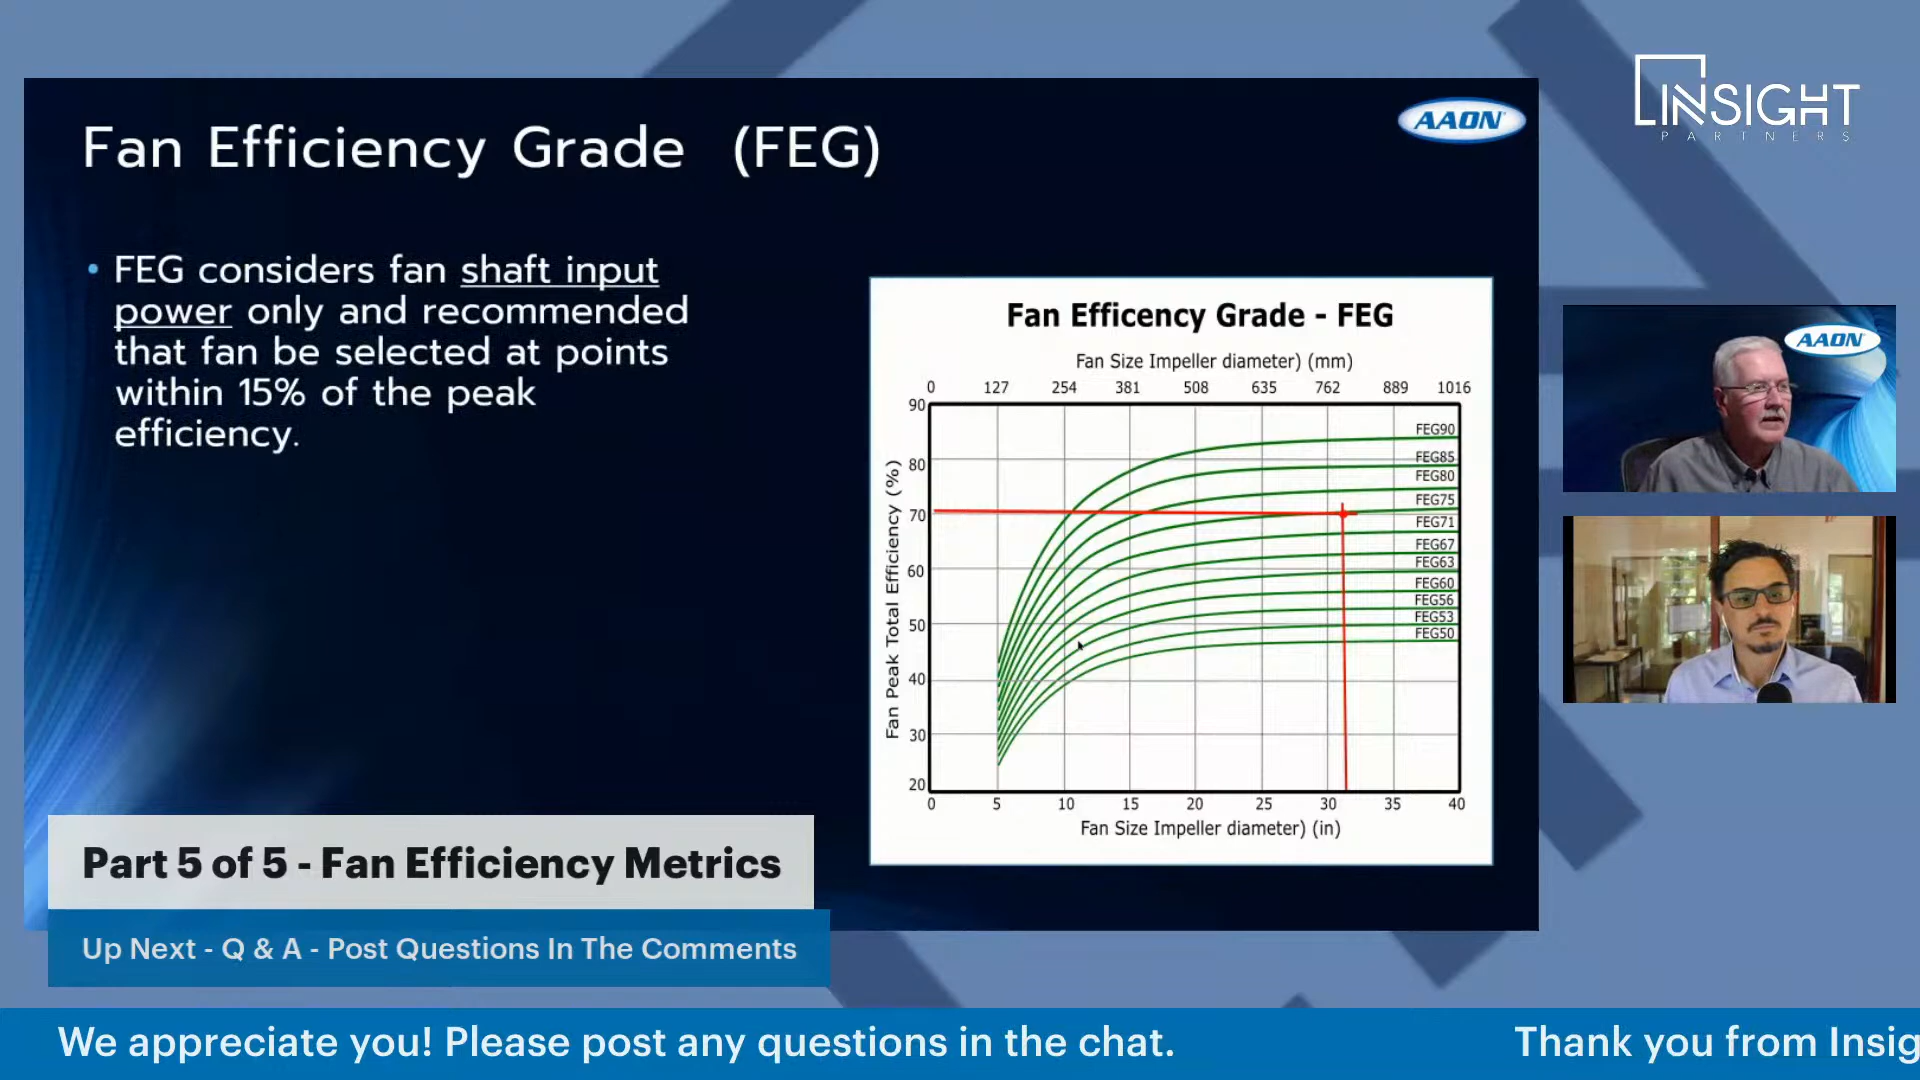 INSIGHT
PARTNERS
Fan Efficiency Grade (FEG)
AAON
• FEG considers fan shaft input
power only and recommended
that fan be selected at points
within 15% of the peak
efficiency.
Fan Efficency Grade - FEG
Fan Size Impeller diameter) (mm)
0 127 254 381 508 635 762 889 1016
Fan Peak Total Efficiency (%)
90
80
70
60
50
40
30
20
FEG90
FEG85
FEG80
FEG75
FEG71
FEG67
FEG63
FEG60
FEG56
FEG53
FEG50
0 5 10 15 20 25 30 35 40
Fan Size Impeller diameter) (in)
AAON
Part 5 of 5 - Fan Efficiency Metrics
Up Next - Q & A - Post Questions In The Comments
We appreciate you! Please post any questions in the chat.
Thank you from Insig